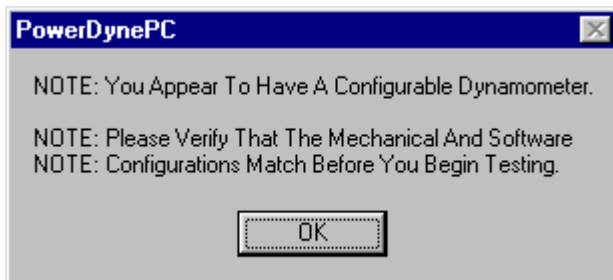 PowerDynePC
NOTE: You Appear To Have A Configurable Dynamometer.
NOTE: Please Verify That The Mechanical And Software
NOTE: Configurations Match Before You Begin Testing.
OK